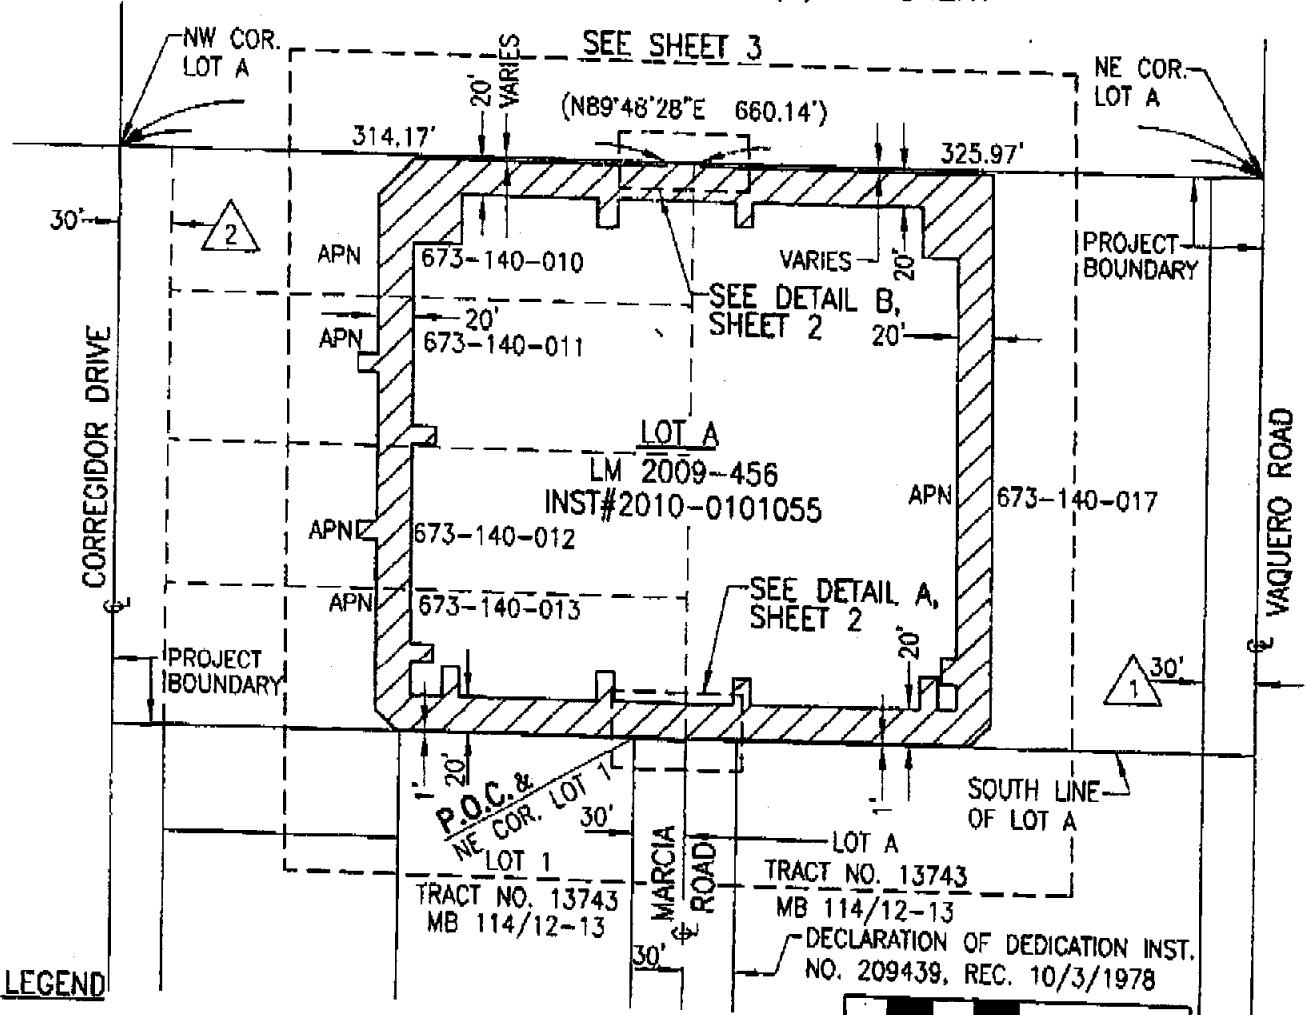 SEE SHEET 3
NW COR.
LOT A
20'
VARIES
(N89°48'28"E 660.14')
NE COR.
LOT A
314.17'
325.97'
30'
2
APN 673-140-010
VARIES
20'
PROJECT
BOUNDARY
SEE DETAIL B,
SHEET 2
20'
20'
APN 673-140-011
CORREGIDOR DRIVE
LOT A
LM 2009-456
INST#2010-0101055
APN 673-140-017
VAQUERO ROAD
APN 673-140-012
SEE DETAIL A,
SHEET 2
APN 673-140-013
20'
PROJECT
BOUNDARY
1
30'
1'
20'
P.O.C. &
NE COR. LOT 1
30'
1'
SOUTH LINE
OF LOT A
MARCIA
ROAD
LOT 1
TRACT NO. 13743
MB 114/12-13
LOT A
TRACT NO. 13743
MB 114/12-13
30'
DECLARATION OF DEDICATION INST.
NO. 209439, REC. 10/3/1978
LEGEND